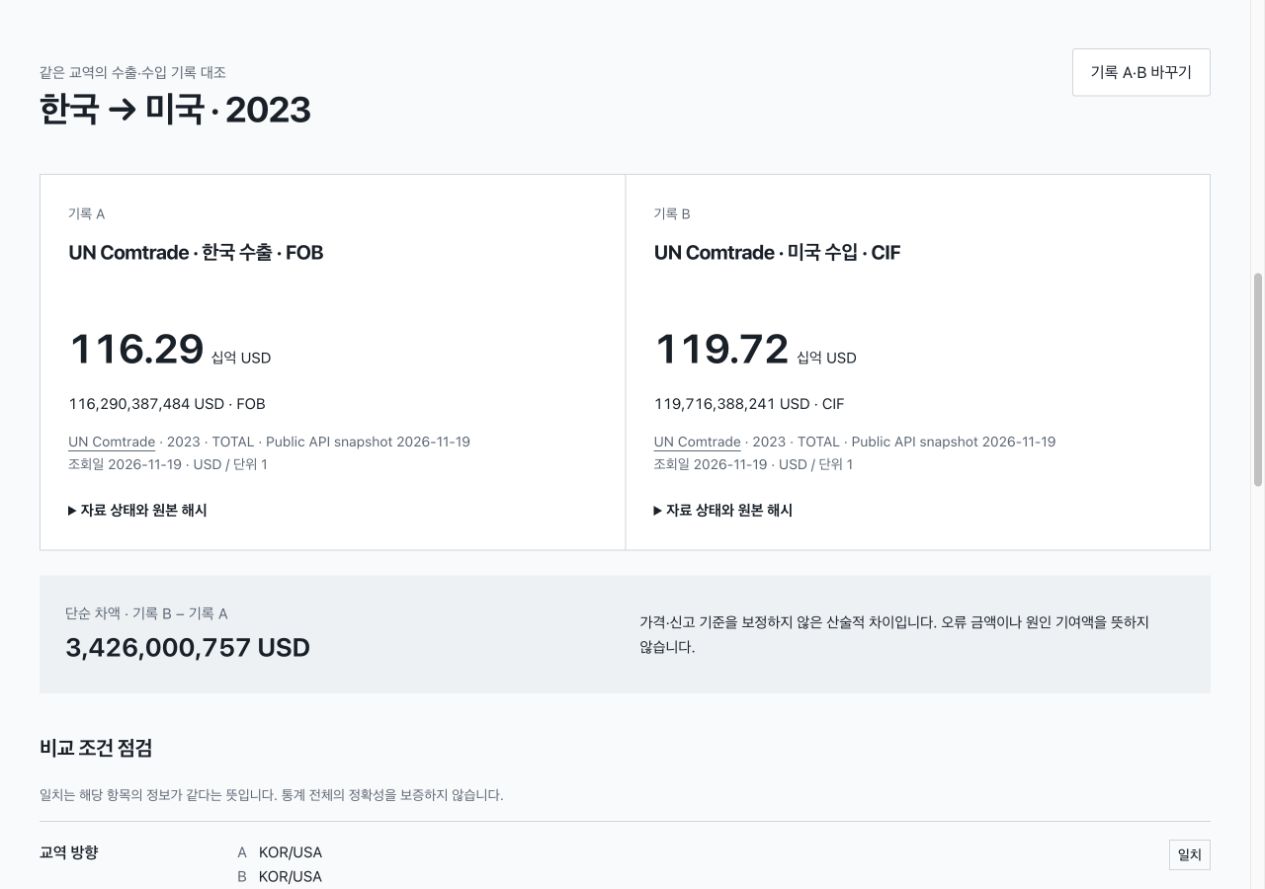 같은 교역의 수출·수입 기록 대조
한국 → 미국 · 2023
기록 A·B 바꾸기
기록 A
UN Comtrade · 한국 수출 · FOB
116.29 십억 USD
116,290,387,484 USD · FOB
UN Comtrade · 2023 · TOTAL · Public API snapshot 2026-11-19
조회일 2026-11-19 · USD / 단위 1
▶ 자료 상태와 원본 해시
기록 B
UN Comtrade · 미국 수입 · CIF
119.72 십억 USD
119,716,388,241 USD · CIF
UN Comtrade · 2023 · TOTAL · Public API snapshot 2026-11-19
조회일 2026-11-19 · USD / 단위 1
▶ 자료 상태와 원본 해시
단순 차액 · 기록 B − 기록 A
3,426,000,757 USD
가격·신고 기준을 보정하지 않은 산술적 차이입니다. 오류 금액이나 원인 기여액을 뜻하지
않습니다.
비교 조건 점검
일치는 해당 항목의 정보가 같다는 뜻입니다. 통계 전체의 정확성을 보증하지 않습니다.
교역 방향
A KOR/USA
B KOR/USA
일치